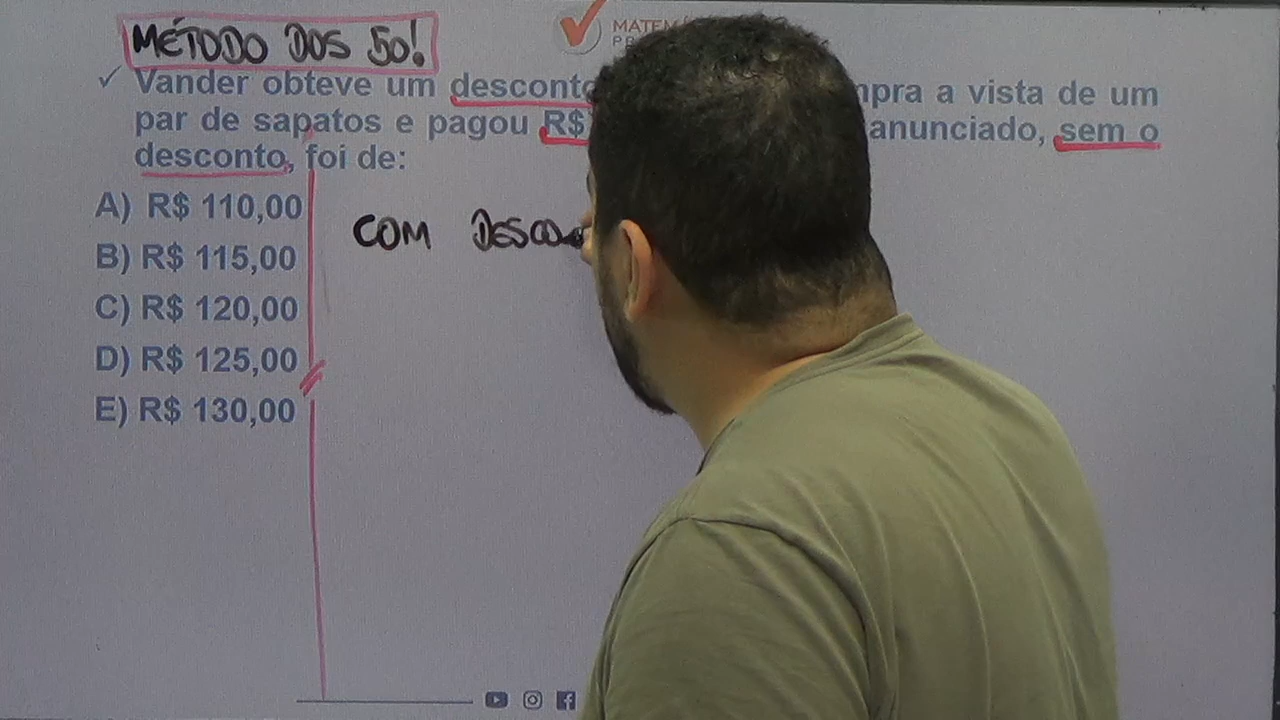 MÉTODO DOS 50!
✓ Vander obteve um desconto a vista de um
par de sapatos e pagou R$ anunciado, sem o
desconto, foi de:
A) R$ 110,00
B) R$ 115,00
C) R$ 120,00
D) R$ 125,00
E) R$ 130,00
COM